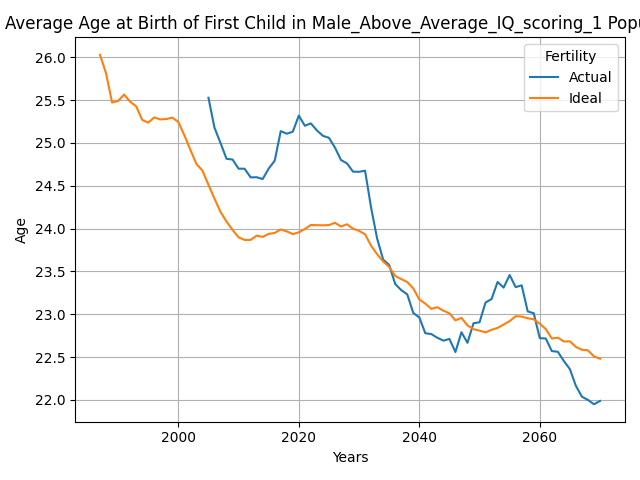 Average Age at Birth of First Child in Male_Above_Average_IQ_scoring_1
Fertility
Actual
Ideal
26.0
25.5
25.0
24.5
24.0
23.5
23.0
22.5
22.0
Age
2000 2020 2040 2060
Years